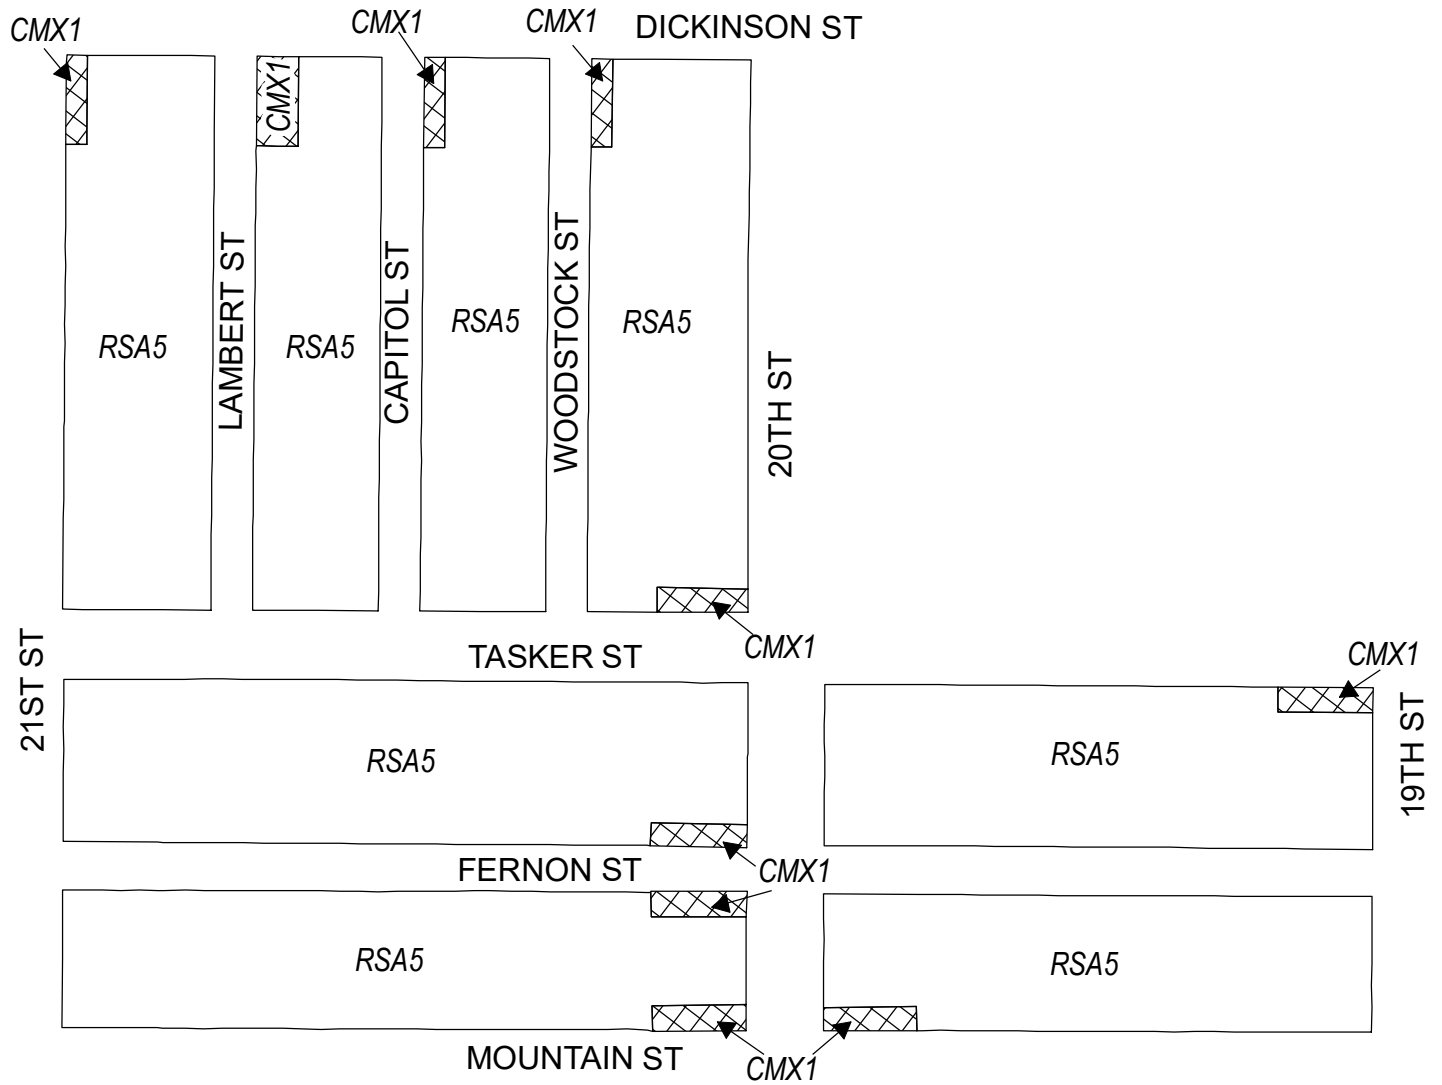 CMX1
CMX1
CMX1
DICKINSON ST
CMX1
LAMBERT ST
CAPITOL ST
WOODSTOCK ST
20TH ST
RSA5
RSA5
RSA5
RSA5
CMX1
TASKER ST
CMX1
21ST ST
19TH ST
RSA5
RSA5
FERNON ST
CMX1
RSA5
RSA5
MOUNTAIN ST
CMX1